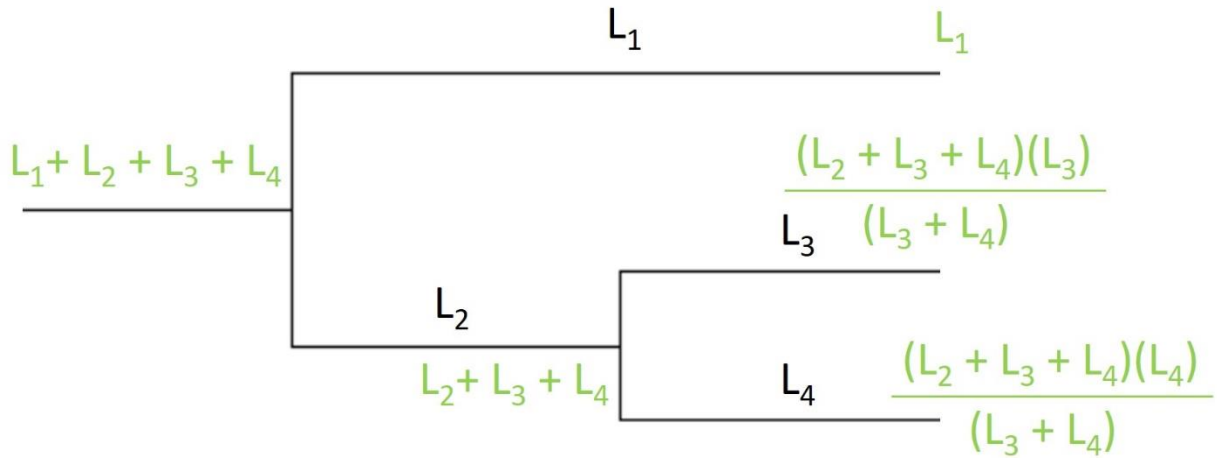 L₁
L₁
L₁+ L₂ + L₃ + L₄
(L₂ + L₃ + L₄)(L₃)
(L₃ + L₄)
L₃
L₂
L₂+ L₃ + L₄
L₄
(L₂ + L₃ + L₄)(L₄)
(L₃ + L₄)